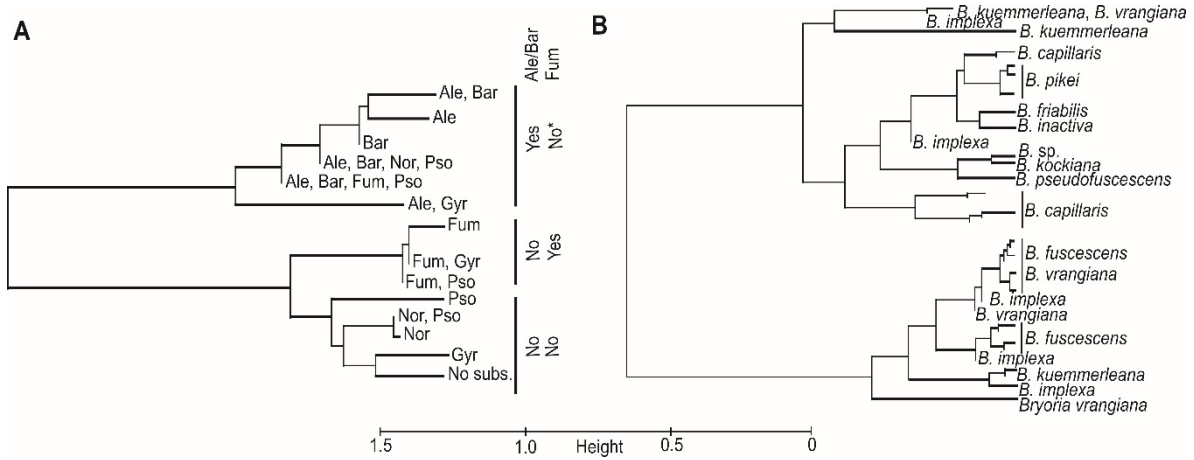 A
Ale/Bar
Fum
Ale, Bar
Ale
Bar
Ale, Bar, Nor, Pso
Ale, Bar, Fum, Pso
Ale, Gyr
Yes
No*
Fum
Fum, Gyr
Fum, Pso
No
Yes
Pso
Nor, Pso
Nor
Gyr
No subs.
No
No
B
B. kuemmerleana, B. vrangiana
B. implexa
B. kuemmerleana
B. capillaris
B. pikei
B. friabilis
B. inactiva
B. implexa
B. sp.
B. kockiana
B. pseudofuscescens
B. capillaris
B. fuscescens
B. vrangiana
B. implexa
B. vrangiana
B. fuscescens
B. implexa
B. kuemmerleana
B. implexa
Bryoria vrangiana
1.5 1.0 Height 0.5 0